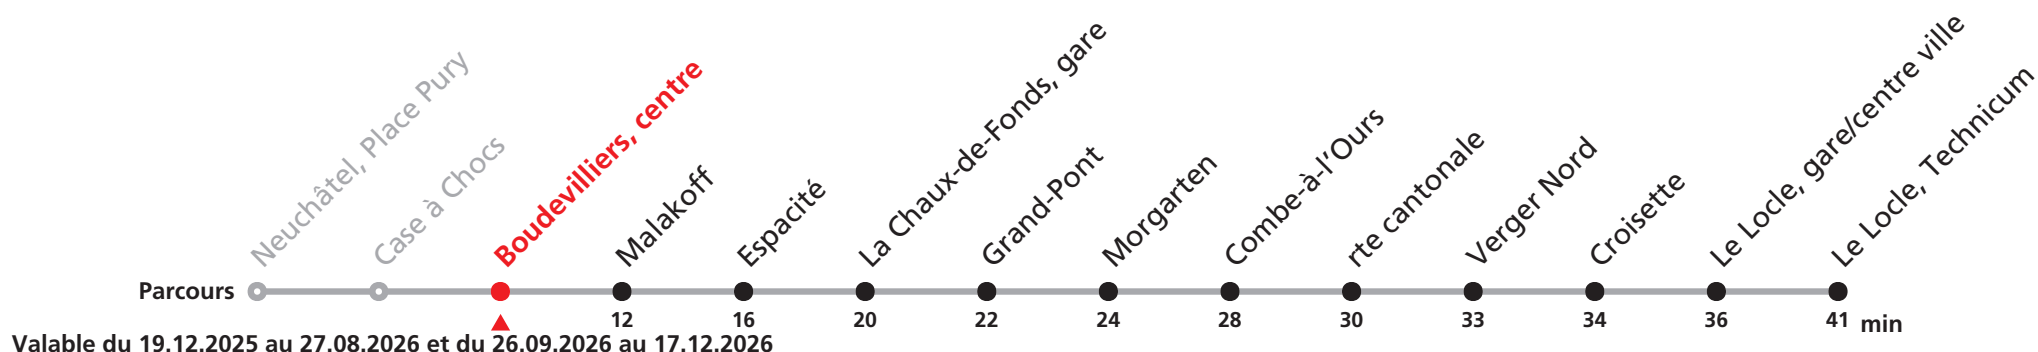 Neuchâtel, Place Pury
Case à Chocs
Boudevilliers, centre
Malakoff
Espacité
La Chaux-de-Fonds, gare
Grand-Pont
Morgarten
Combe-à-l'Ours
rte cantonale
Verger Nord
Croisette
Le Locle, gare/centre ville
Le Locle, Technicum
Parcours
12 16 20 22 24 28 30 33 34 36 41 min
Valable du 19.12.2025 au 27.08.2026 et du 26.09.2026 au 17.12.2026